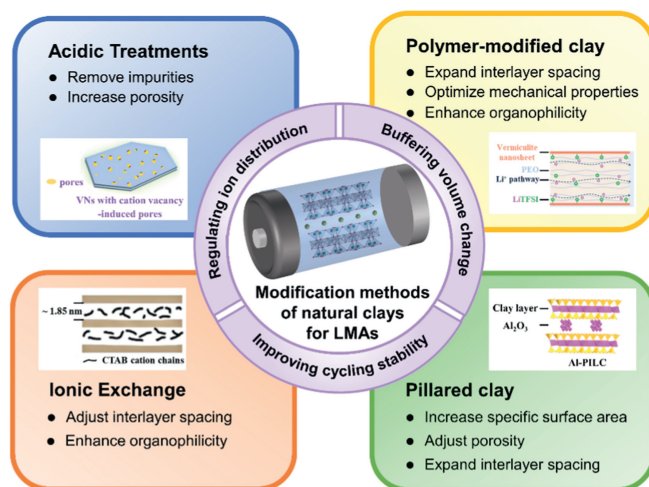 Acidic Treatments
● Remove impurities
● Increase porosity
pores
VNs with cation vacancy
-induced pores
Polymer-modified clay
● Expand interlayer spacing
● Optimize mechanical properties
● Enhance organophilicity
Vermiculite
nanosheet
PEO
Li⁺ pathway
LiTFSI
Regulating ion distribution
Buffering volume change
Improving cycling stability
Modification methods
of natural clays
for LMAs
~ 1.85 nm
CTAB cation chains
Ionic Exchange
● Adjust interlayer spacing
● Enhance organophilicity
Clay layer
Al₂O₃
Al-PILC
Pillared clay
● Increase specific surface area
● Adjust porosity
● Expand interlayer spacing